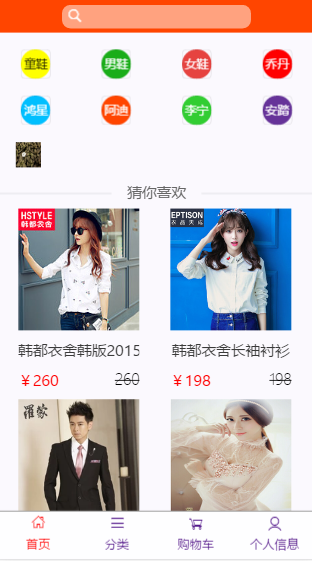 童鞋 男鞋 女鞋 乔丹
鸿星 阿迪 李宁 安踏
猜你喜欢
HSTYLE
韩都衣舍
EPTISON
衣品天成
韩都衣舍韩版2015
韩都衣舍长袖衬衫
￥260 260
￥198 198
罗蒙
首页 分类 购物车 个人信息